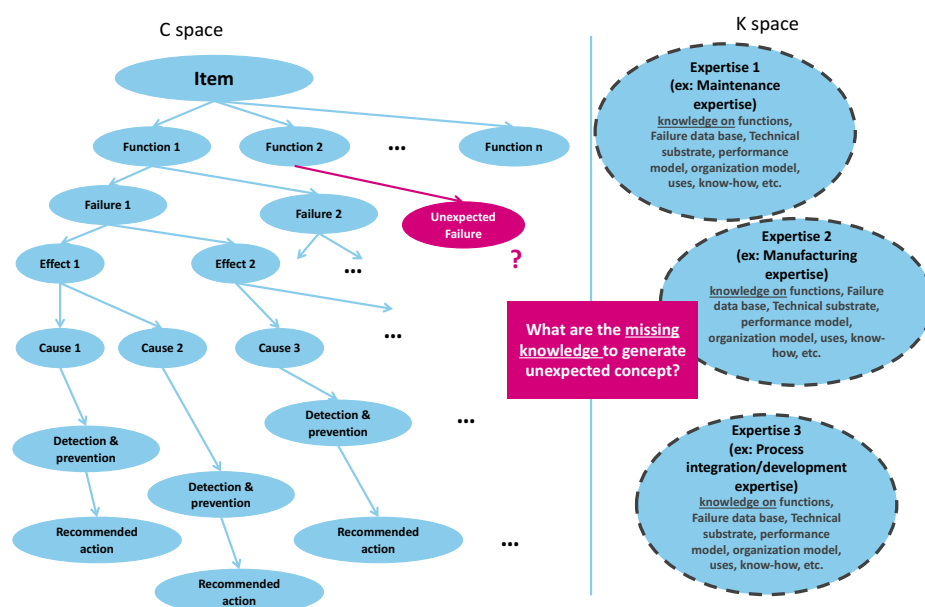 C space
K space
Item
Function 1
Function 2
...
Function n
Failure 1
Failure 2
Unexpected
Failure
?
Effect 1
Effect 2
...
...
Cause 1
Cause 2
Cause 3
Detection &
prevention
...
Detection &
prevention
Detection &
prevention
Recommended
action
Recommended
action
...
Recommended
action
What are the missing
knowledge to generate
unexpected concept?
Expertise 1
(ex: Maintenance
expertise)
knowledge on functions,
Failure data base, Technical
substrate, performance
model, organization model,
uses, know-how, etc.
Expertise 2
(ex: Manufacturing
expertise)
knowledge on functions, Failure
data base, Technical substrate,
performance model,
organization model, uses, know-
how, etc.
Expertise 3
(ex: Process
integration/development
expertise)
knowledge on functions,
Failure data base, Technical
substrate, performance
model, organization model,
uses, know-how, etc.